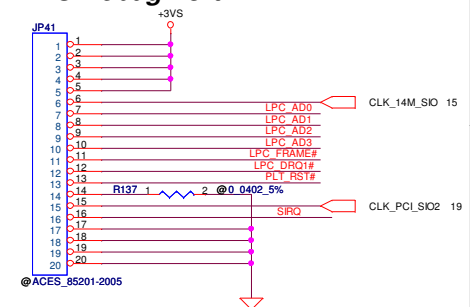 JP41
+3VS
1 1
2 2
3 3
4 4
5 5
6 6 CLK_14M_SIO 15
7 7 LPC_AD0
8 8 LPC_AD1
9 9 LPC_AD2
10 10 LPC_AD3
11 11 LPC_FRAME#
12 12 LPC_DRQ1#
13 13 PLT_RST#
14 14 R137 1 2 @0_0402_5%
15 15 CLK_PCI_SIO2 19
16 16 SIRQ
17 17
18 18
19 19
20 20
@ACES_85201-2005